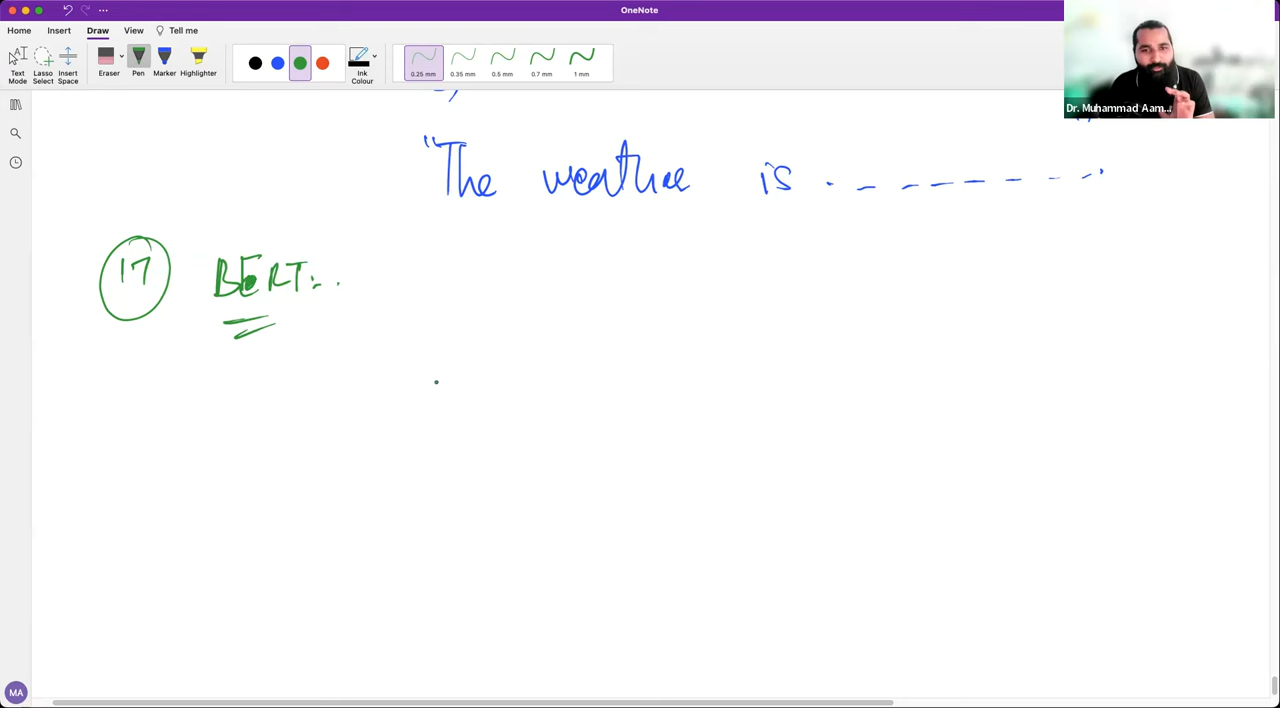 OneNote
Home Insert Draw View Tell me
Text Mode
Lasso Select
Insert Space
Eraser
Pen
Marker
Highlighter
Ink Colour
0.25 mm
0.35 mm
0.5 mm
0.7 mm
1 mm
Dr. Muhammad Aam...
"The weather is
17 BERT:
MA